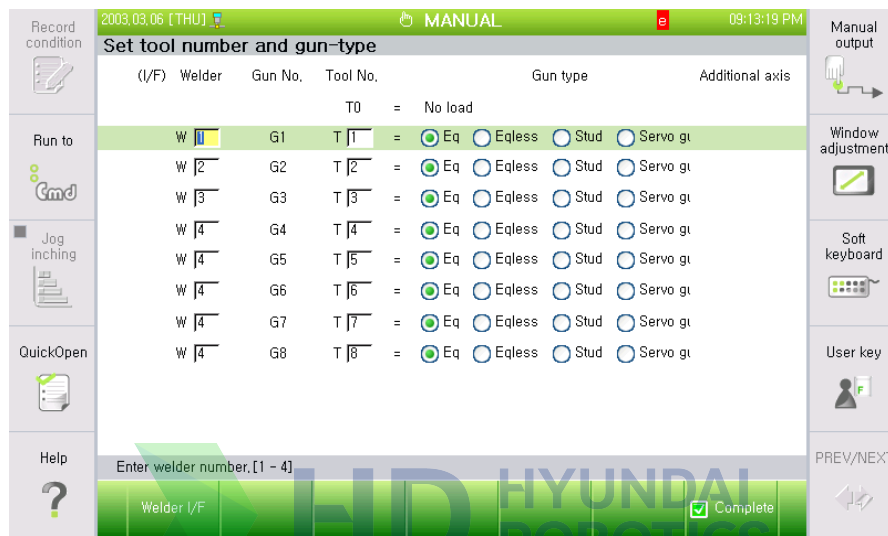 2003.03.06 [THU] MANUAL e 09:13:19 PM
Set tool number and gun-type
(I/F) Welder Gun No. Tool No. Gun type Additional axis
T0 = No load
W 1 G1 T 1 = Eq Eqless Stud Servo gu
W 2 G2 T 2 = Eq Eqless Stud Servo gu
W 3 G3 T 3 = Eq Eqless Stud Servo gu
W 4 G4 T 4 = Eq Eqless Stud Servo gu
W 4 G5 T 5 = Eq Eqless Stud Servo gu
W 4 G6 T 6 = Eq Eqless Stud Servo gu
W 4 G7 T 7 = Eq Eqless Stud Servo gu
W 4 G8 T 8 = Eq Eqless Stud Servo gu
Enter welder number.[1 - 4]
Welder I/F Complete
Record
condition
Run to
Cmd
Jog
inching
QuickOpen
Help
?
Manual
output
Window
adjustment
Soft
keyboard
User key
F
PREV/NEXT
HD HYUNDAI
ROBOTICS